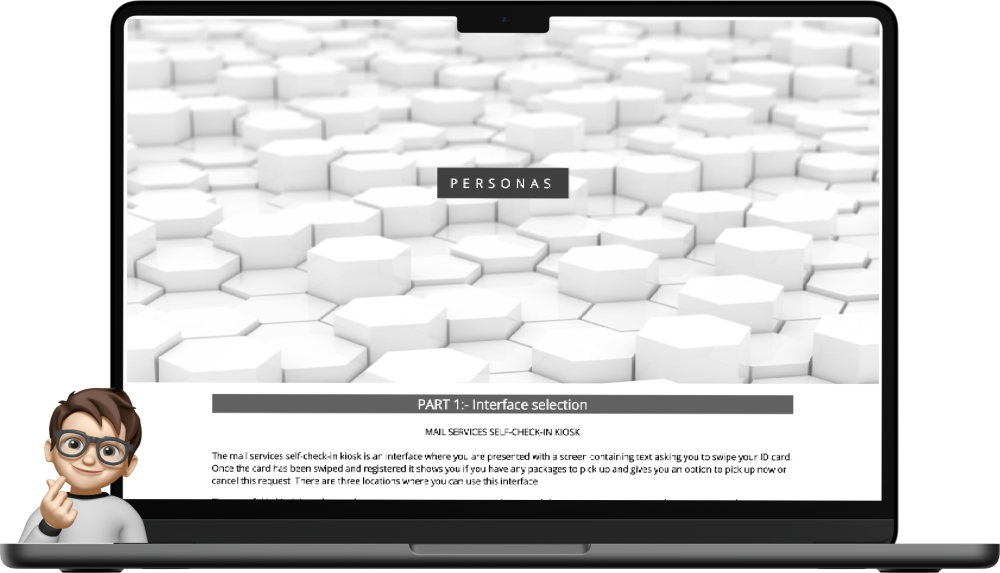 PERSONAS
PART 1:- Interface selection
MAIL SERVICES SELF-CHECK-IN KIOSK
The mail services self-check-in kiosk is an interface where you are presented with a screen containing text asking you to swipe your ID card.
Once the card has been swiped and registered it shows you if you have any packages to pick up and gives you an option to pick up now or
cancel this request. There are three locations where you can use this interface